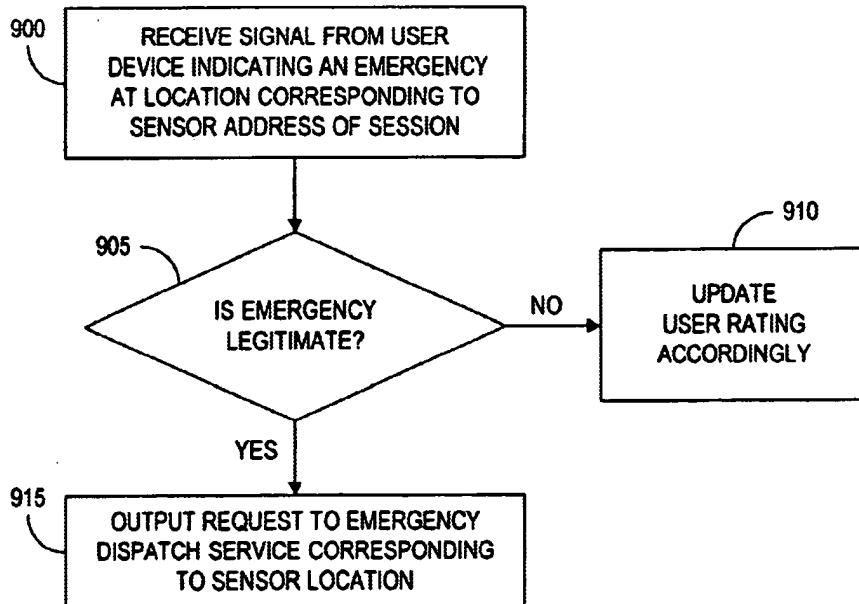 900
RECEIVE SIGNAL FROM USER
DEVICE INDICATING AN EMERGENCY
AT LOCATION CORRESPONDING TO
SENSOR ADDRESS OF SESSION
905
IS EMERGENCY
LEGITIMATE?
NO
910
UPDATE
USER RATING
ACCORDINGLY
YES
915
OUTPUT REQUEST TO EMERGENCY
DISPATCH SERVICE CORRESPONDING
TO SENSOR LOCATION